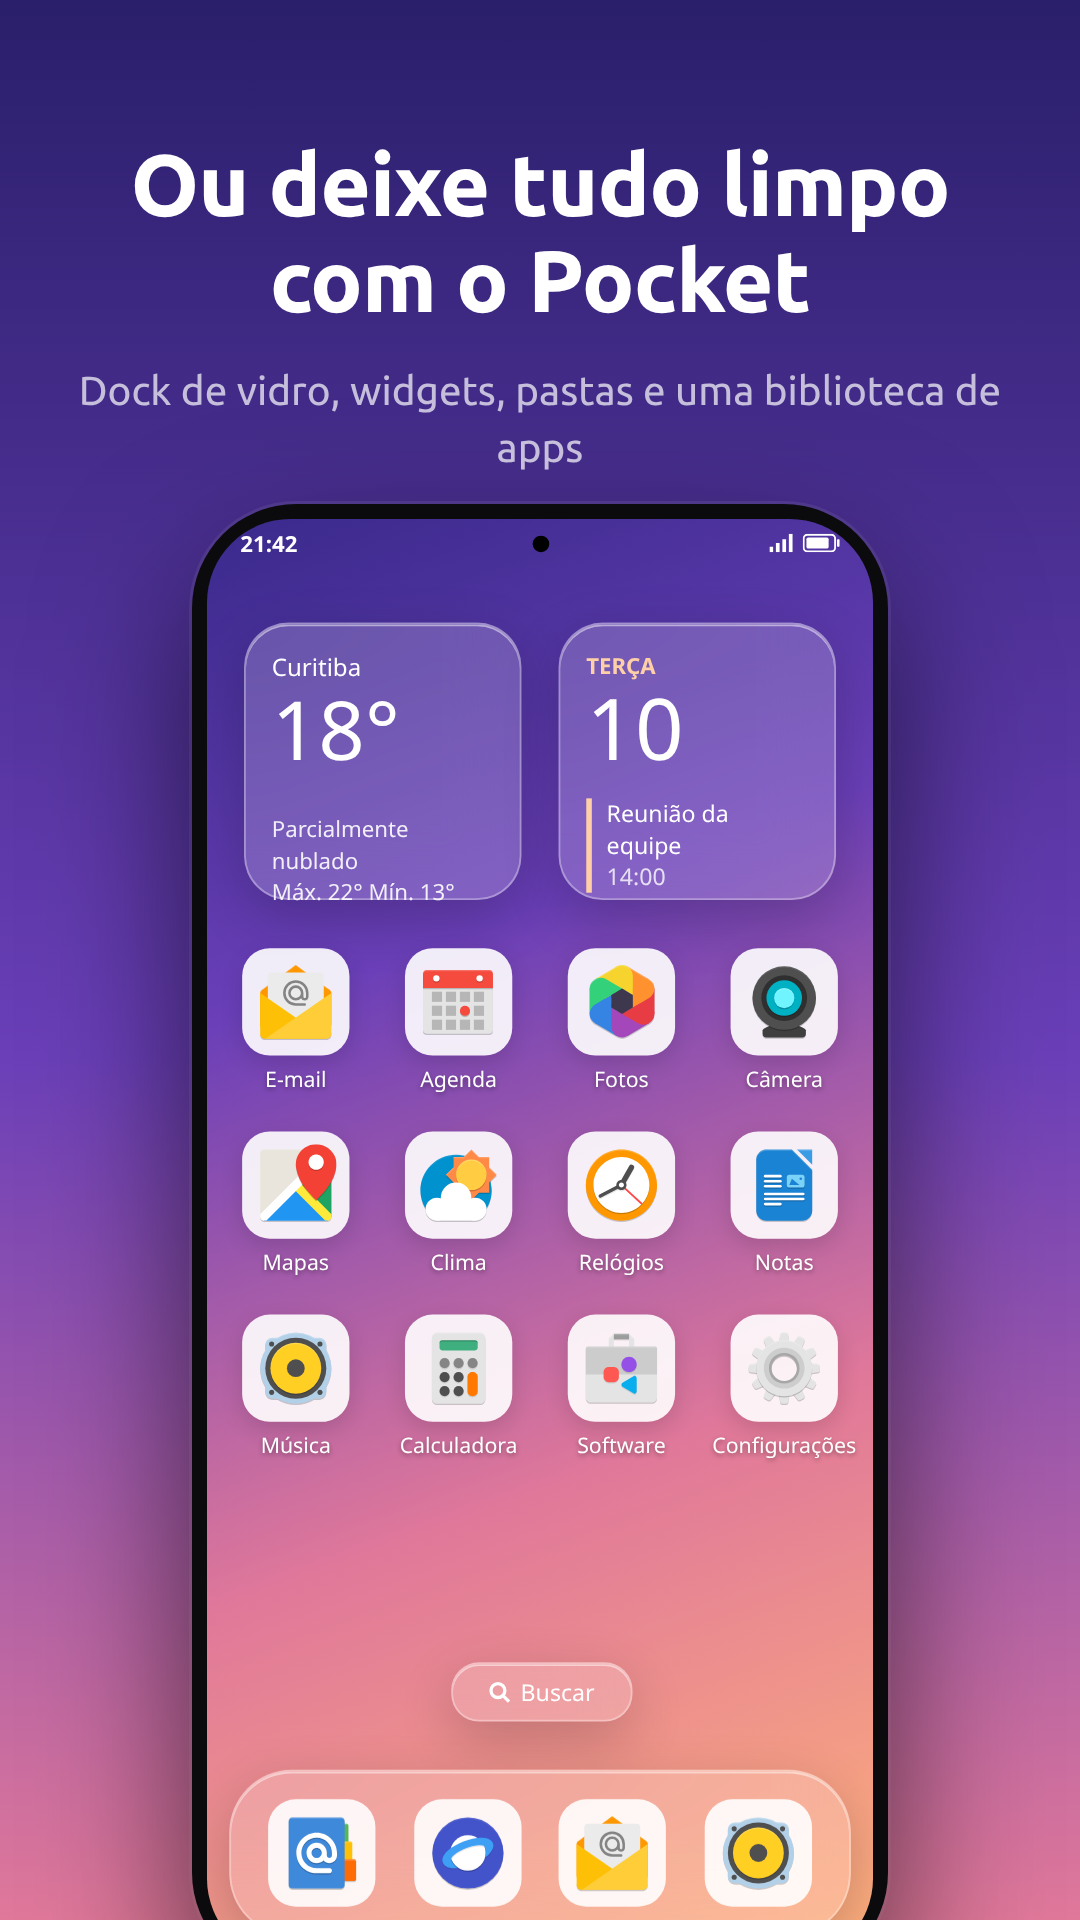 Ou deixe tudo limpo
com o Pocket
Dock de vidro, widgets, pastas e uma biblioteca de
apps
21:42
Curitiba
18°
Parcialmente
nublado
Máx. 22° Mín. 13°
TERÇA
10
Reunião da
equipe
14:00
E-mail
Agenda
Fotos
Câmera
Mapas
Clima
Relógios
Notas
Música
Calculadora
Software
Configurações
Buscar